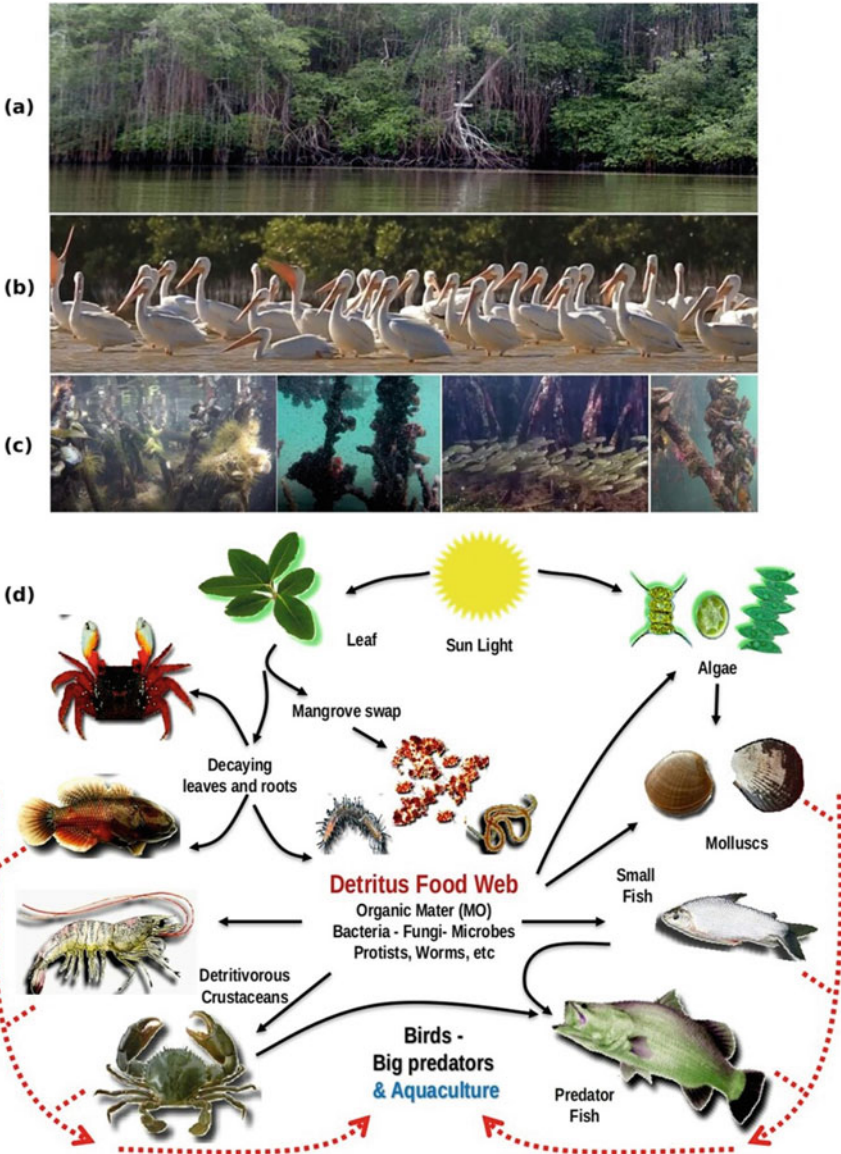 (a)
(b)
(c)
(d)
Leaf
Sun Light
Algae
Mangrove swap
Decaying
leaves and roots
Molluscs
Detritus Food Web
Organic Mater (MO)
Bacteria - Fungi- Microbes
Protists, Worms, etc
Small
Fish
Detritivorous
Crustaceans
Birds -
Big predators
& Aquaculture
Predator
Fish